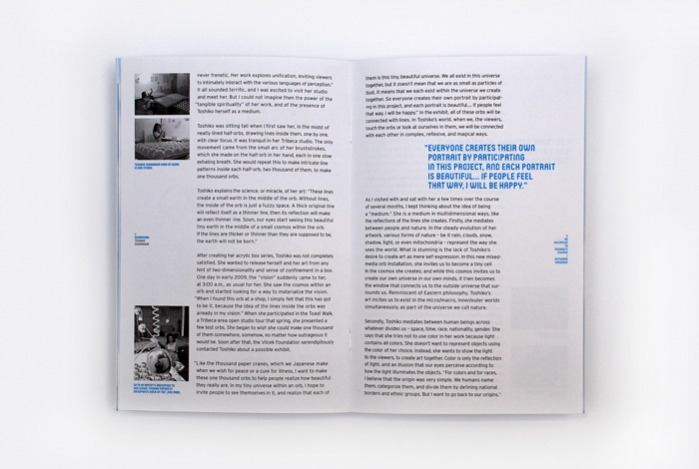 never frenetic, her work explores unification, inviting viewers
to intimately interact with the various languages of perception."
It all sounded terrific, and I was excited to visit her studio
and meet her. But I could not imagine then the power of the
"tangible spirituality" of her work, and of the presence of
Toshiko herself as a medium.
Toshiko was sitting tall when I first saw her, in the midst of
neatly lined half-orbs, drawing lines inside them, one by one,
with clear focus. It was tranquil in her Tribeca studio. The only
movement came from the small arc of her brushstrokes,
which she made on the half-orb in her hand, each in one slow
exhaling breath. She would repeat this to make intricate line
patterns inside each half-orb, two thousand of them, to make
one thousand orbs.
Toshiko explains the science, or miracle, of her art: "These lines
create a small earth in the middle of the orb. Without lines,
the inside of the orb is just a fuzzy space. A thick original line
will reflect itself as a thinner line, then its reflection will make
an even thinner line. Soon, our eyes start seeing this beautiful
tiny earth in the middle of a small cosmos within the orb.
If the lines are thicker or thinner than they are supposed to be,
the earth will not be born."
After creating her acrylic box series, Toshiko was not completely
satisfied. She wanted to release herself and her art from any
hint of two-dimensionality and sense of confinement in a box.
One day in early 2009, the "vision" suddenly came to her,
at 3:00 a.m., as usual for her. She saw the cosmos within an
orb and started looking for a way to materialize the vision.
"When I found this orb at a shop, I simply felt that this has got
to be it, because the idea of the lines inside the orb was
already in my vision." When she participated in the Toast Walk,
a Tribeca-area open studio tour that spring, she presented a
few test orbs. She began to wish she could make one thousand
of them somewhere, somehow, no matter how outrageous it
would be. Soon after that, the Vilcek Foundation serendipitously
contacted Toshiko about a possible exhibit.
"Like the thousand paper cranes, which we Japanese make
when we wish for peace or a cure for illness, I want to make
these one thousand orbs to help people realize how beautiful
they really are. In my tiny universe within an orb, I hope to
invite people to see themselves in it, and realize that each of
them is this tiny, beautiful universe. We all exist in this universe
together, but it doesn't mean that we are as small as particles of
dust. It means that we each exist within the universe we create
together. So everyone creates their own portrait by participat-
ing in this project, and each portrait is beautiful... If people feel
that way, I will be happy." In the exhibit, all of these orbs will be
connected with lines. In Toshiko's world, when we, the viewers,
touch the orbs or look at ourselves in them, we will be connected
with each other in complex, reflexive, and magical ways.
"EVERYONE CREATES THEIR OWN
PORTRAIT BY PARTICIPATING
IN THIS PROJECT, AND EACH PORTRAIT
IS BEAUTIFUL... IF PEOPLE FEEL
THAT WAY, I WILL BE HAPPY."
As I visited with and sat with her a few times over the course
of several months, I kept thinking about the idea of being
a "medium." She is a medium in multidimensional ways, like
the reflections of the lines she creates. Firstly, she mediates
between people and nature. In the steady evolution of her
artwork, various forms of nature - be it rain, clouds, snow,
shadow, light, or even mitochondria - represent the way she
sees the world. What is stunning is the lack of Toshiko's
desire to create art as mere self-expression. In this new mixed-
media orb installation, she invites us to become a tiny cell
in the cosmos she creates, and while this cosmos invites us to
create our own universe within, it then becomes
the window that connects us to the outside universe that sur-
rounds us. Reminiscent of Eastern philosophy, Toshiko's
art invites us to exist in the micro/macro, inner/outer worlds
simultaneously, as part of the universe we call nature.
Secondly, Toshiko mediates between human beings across
whatever divides us - space, time, race, nationality, gender. She
says that she tries not to use color in her work because light
contains all colors. She doesn't want to represent objects using
the color of her choice. Instead, she wants to show the light
to the viewers, to create art together. Color is only the reflection
of light, and an illusion that our eyes perceive according to
how the light illuminates the objects. "For colors and for races,
I believe that the origin was very simple. We humans name
them, categorize them, and divide them by defining national
borders and ethnic groups. But I want to go back to our origins."